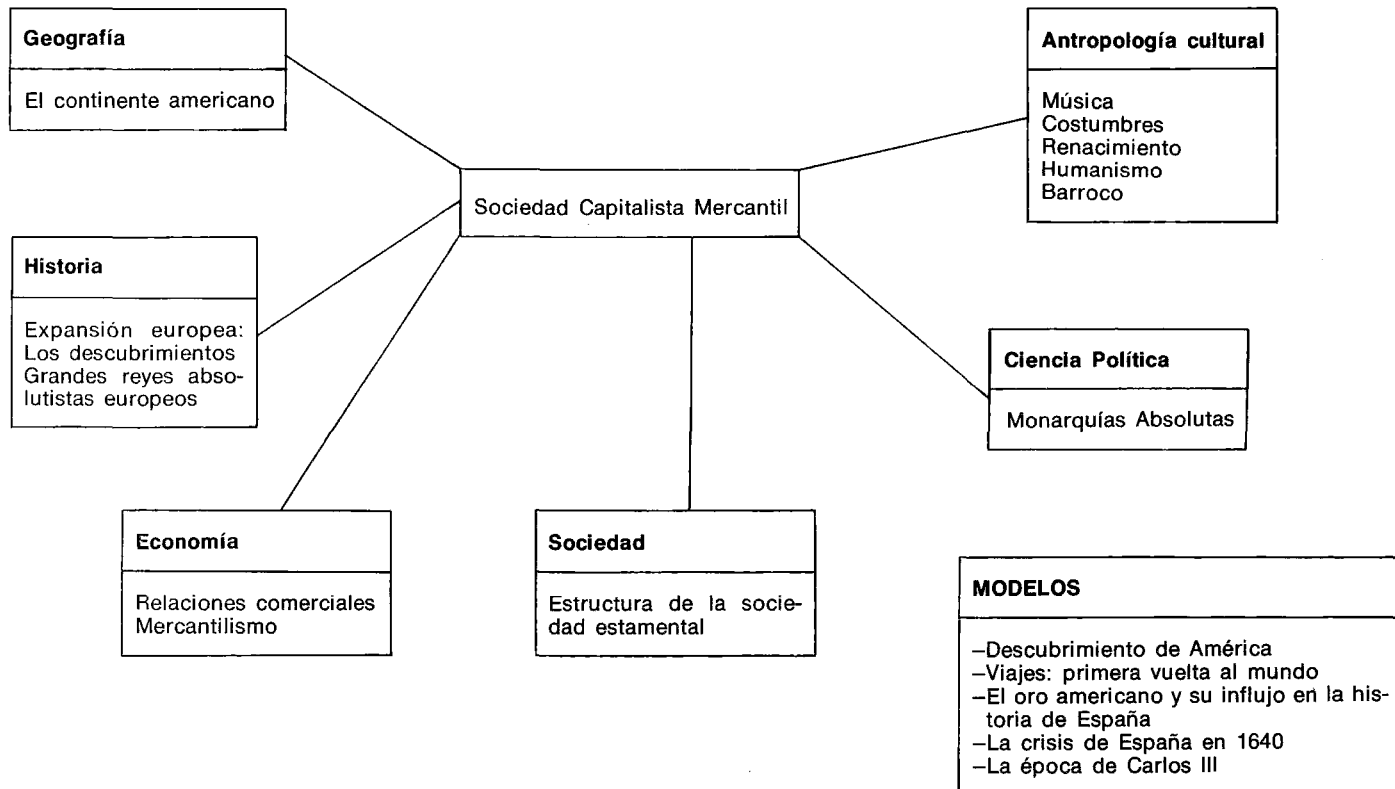 Geografía
El continente americano
Antropología cultural
Música
Costumbres
Renacimiento
Humanismo
Barroco
Sociedad Capitalista Mercantil
Historia
Expansión europea:
Los descubrimientos
Grandes reyes abso-
lutistas europeos
Ciencia Política
Monarquías Absolutas
Economía
Relaciones comerciales
Mercantilismo
Sociedad
Estructura de la socie-
dad estamental
MODELOS
–Descubrimiento de América
–Viajes: primera vuelta al mundo
–El oro americano y su influjo en la his-
toria de España
–La crisis de España en 1640
–La época de Carlos III